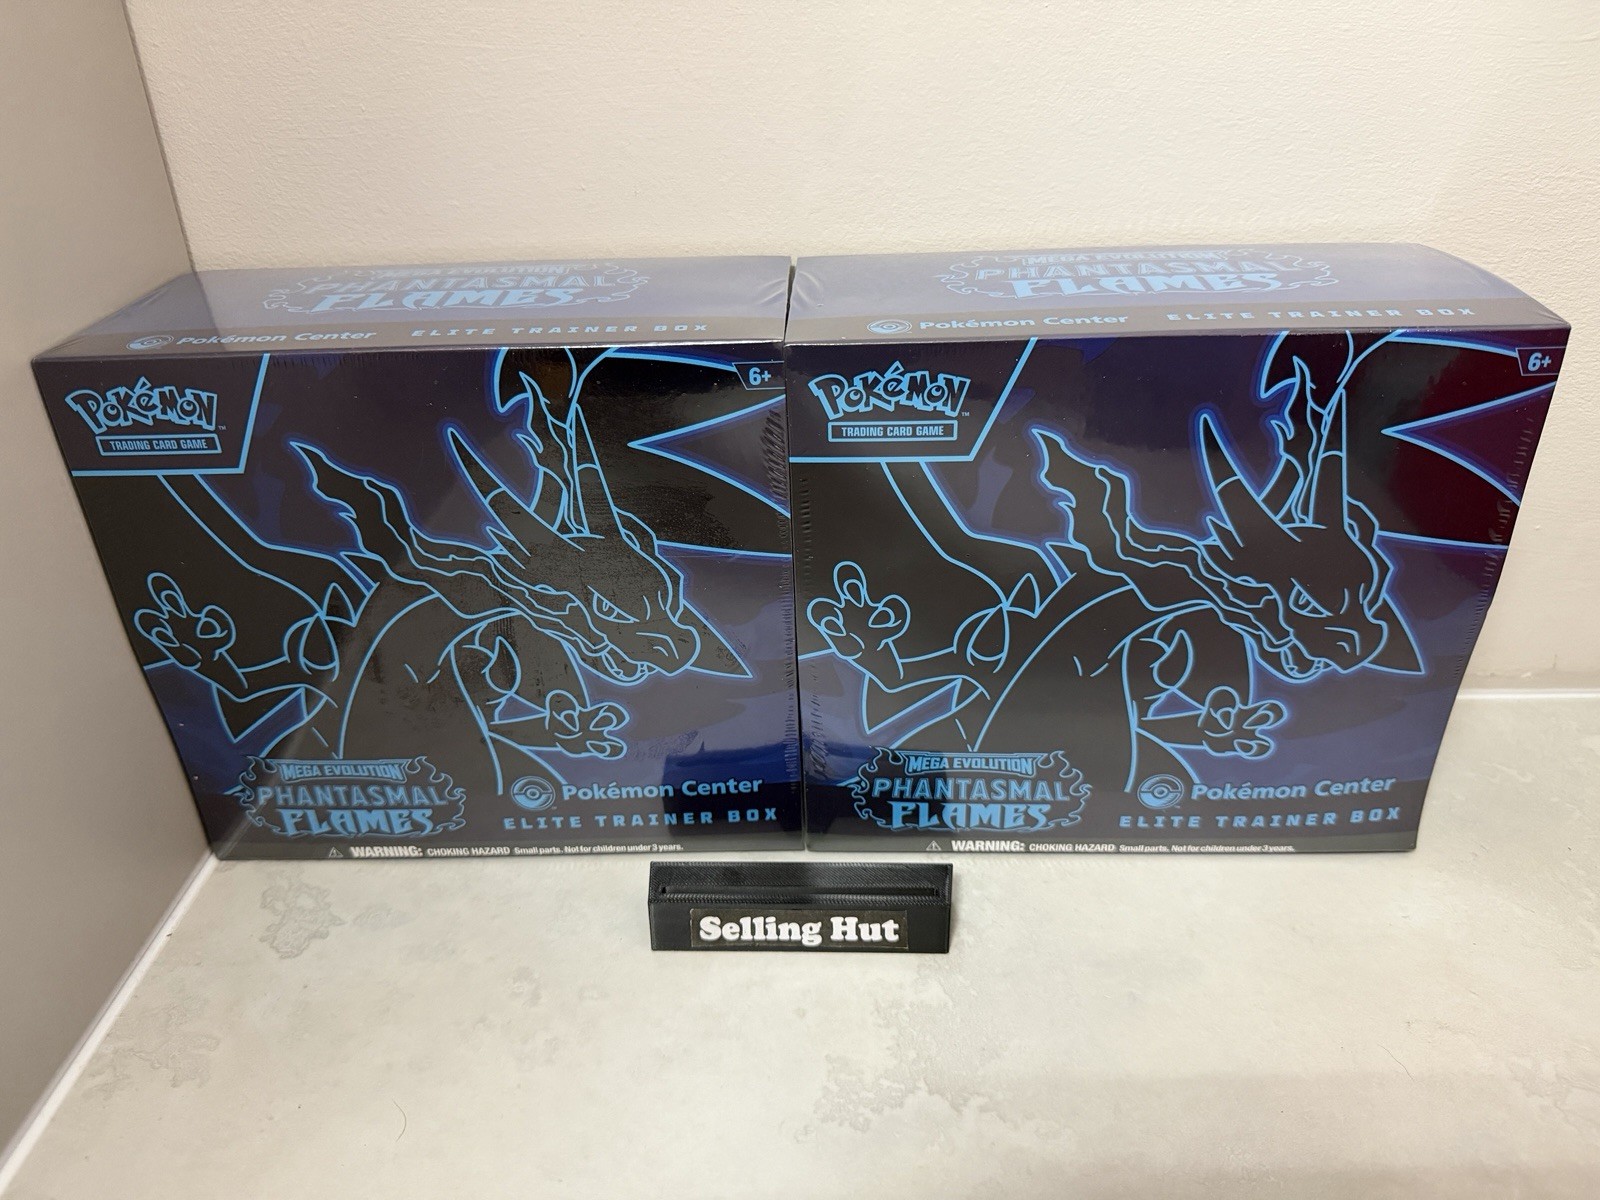 MEGA EVOLUTION
PHANTASMAL
FLAMES
Pokémon Center ELITE TRAINER BOX
POKéMON™
TRADING CARD GAME
6+
MEGA EVOLUTION
PHANTASMAL
FLAMES
Pokémon Center
ELITE TRAINER BOX
WARNING: CHOKING HAZARD Small parts. Not for children under 3 years.
MEGA EVOLUTION
PHANTASMAL
FLAMES
Pokémon Center ELITE TRAINER BOX
POKéMON™
TRADING CARD GAME
6+
MEGA EVOLUTION
PHANTASMAL
FLAMES
Pokémon Center
ELITE TRAINER BOX
WARNING: CHOKING HAZARD Small parts. Not for children under 3 years.
Selling Hut